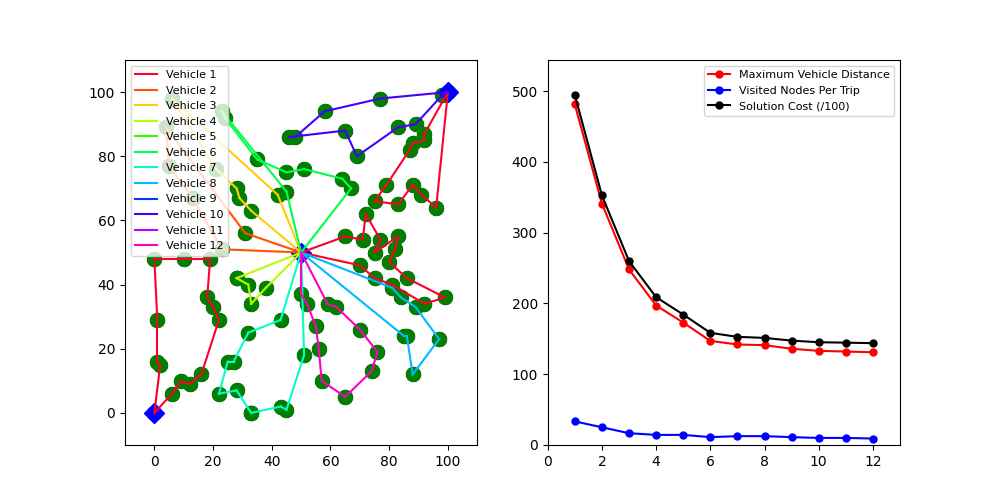 Vehicle 1
Vehicle 2
Vehicle 3
Vehicle 4
Vehicle 5
Vehicle 6
Vehicle 7
Vehicle 8
Vehicle 9
Vehicle 10
Vehicle 11
Vehicle 12
100
80
60
40
20
0
0 20 40 60 80 100
Maximum Vehicle Distance
Visited Nodes Per Trip
Solution Cost (/100)
500
400
300
200
100
0
0 2 4 6 8 10 12